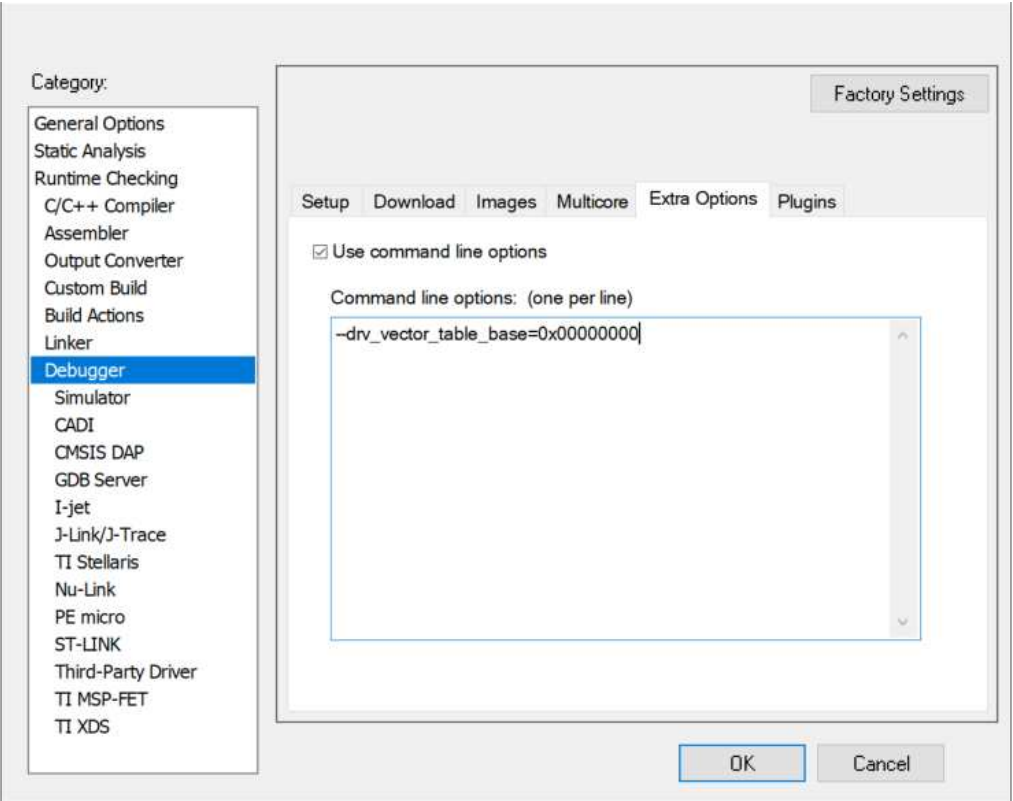 Category:
General Options
Static Analysis
Runtime Checking
C/C++ Compiler
Assembler
Output Converter
Custom Build
Build Actions
Linker
Debugger
Simulator
CADI
CMSIS DAP
GDB Server
I-jet
J-Link/J-Trace
TI Stellaris
Nu-Link
PE micro
ST-LINK
Third-Party Driver
TI MSP-FET
TI XDS
Factory Settings
Setup Download Images Multicore Extra Options Plugins
Use command line options
Command line options: (one per line)
--drv_vector_table_base=0x00000000
OK Cancel